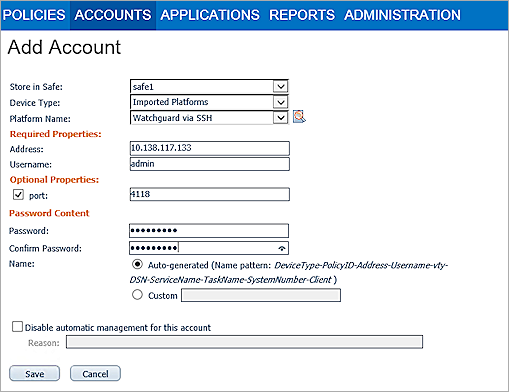 POLICIES ACCOUNTS APPLICATIONS REPORTS ADMINISTRATION
Add Account
Store in Safe: safe1
Device Type: Imported Platforms
Platform Name: Watchguard via SSH
Required Properties:
Address: 10.138.117.133
Username: admin
Optional Properties:
port: 4118
Password Content
Password: •••••••••
Confirm Password: •••••••••
Name: Auto-generated (Name pattern: DeviceType-PolicyID-Address-Username-vty-
DSN-ServiceName-TaskName-SystemNumber-Client )
Custom
Disable automatic management for this account
Reason:
Save Cancel